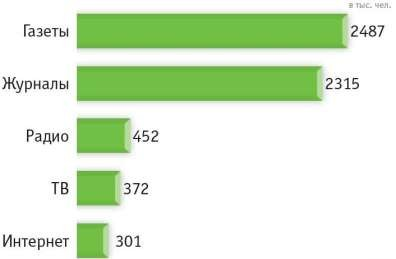 в тыс. чел.
Газеты 2487
Журналы 2315
Радио 452
ТВ 372
Интернет 301